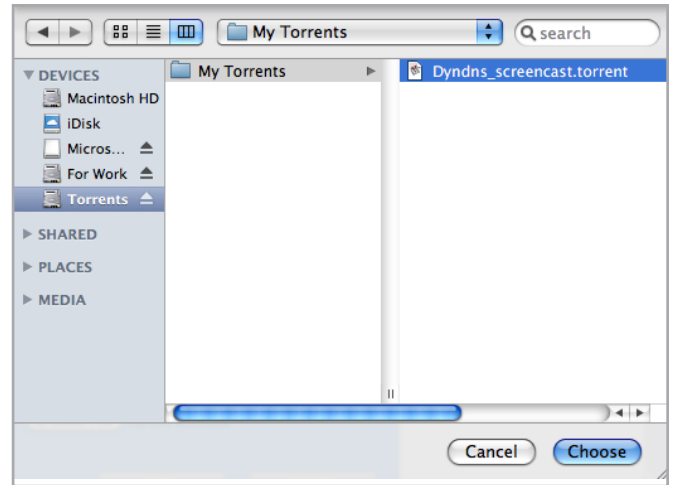 My Torrents
search
DEVICES
Macintosh HD
iDisk
Micros...
For Work
Torrents
SHARED
PLACES
MEDIA
My Torrents
Dyndns_screencast.torrent
Cancel
Choose